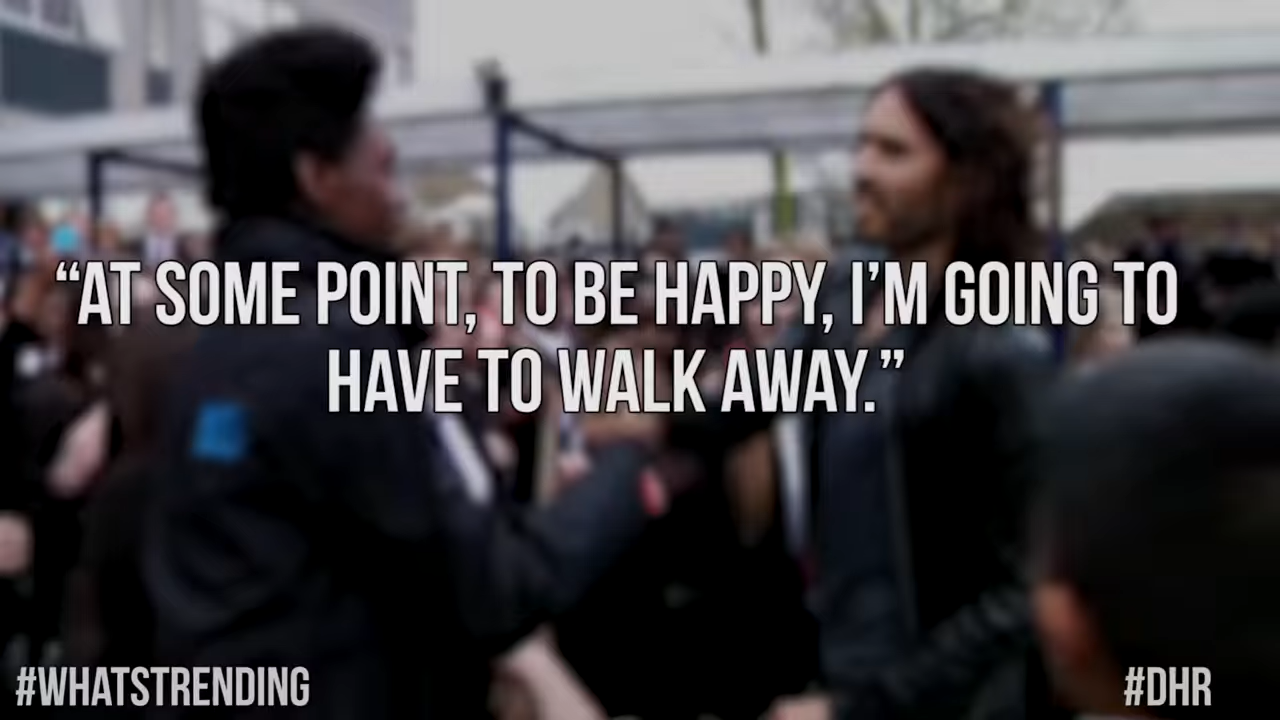 “AT SOME POINT, TO BE HAPPY, I’M GOING TO
HAVE TO WALK AWAY.”
#WHATSTRENDING
#DHR